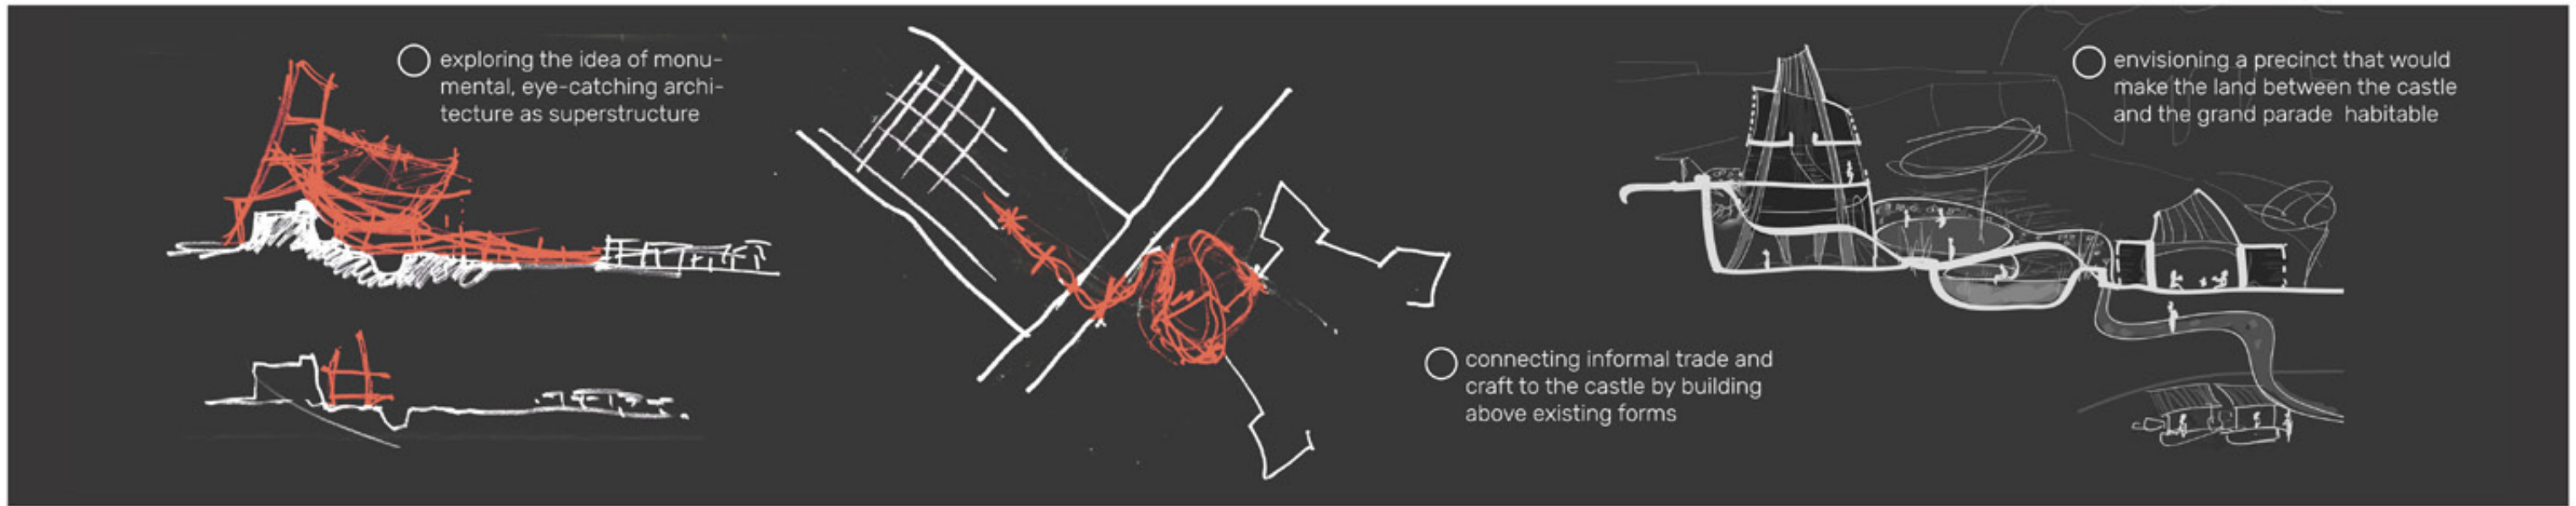 exploring the idea of monu-
mental, eye-catching archi-
tecture as superstructure
connecting informal trade and
craft to the castle by building
above existing forms
envisioning a precinct that would
make the land between the castle
and the grand parade habitable